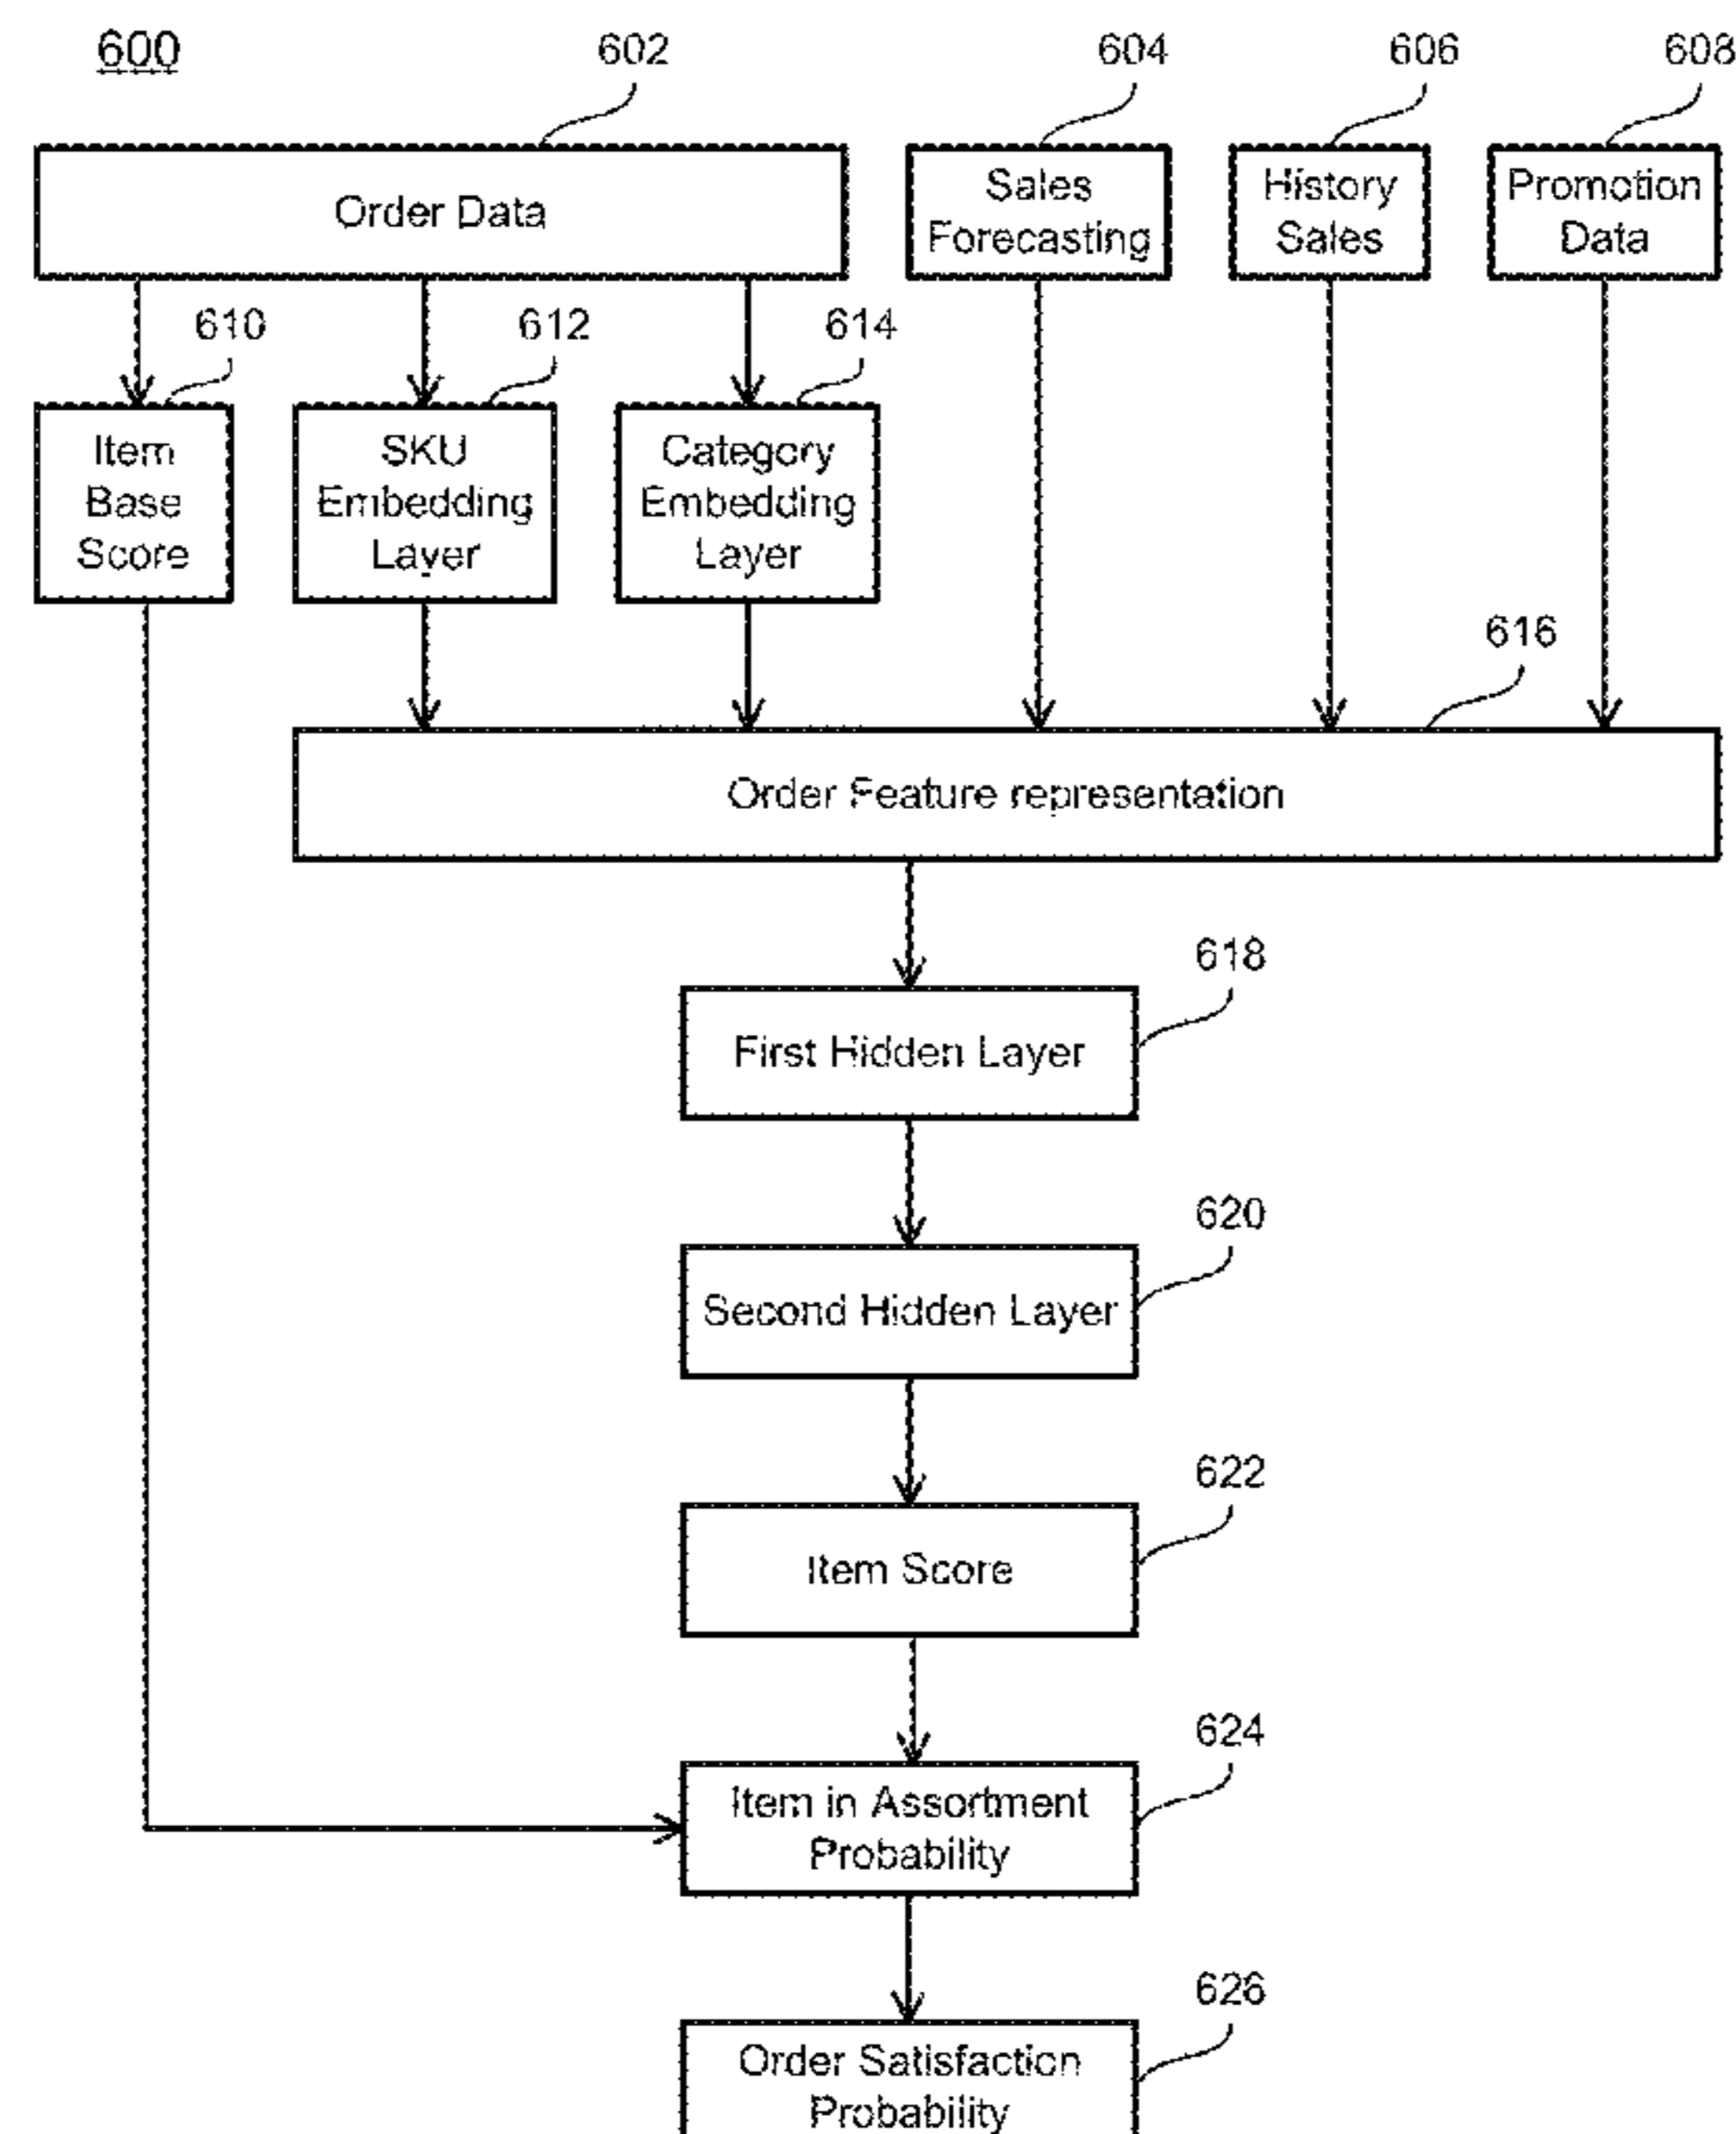 600
602
604
606
608
Order Data
Sales
Forecasting
History
Sales
Promotion
Data
610
612
614
Item
Base
Score
SKU
Embedding
Layer
Category
Embedding
Layer
616
Order Feature representation
618
First Hidden Layer
620
Second Hidden Layer
622
Item Score
624
Item in Assortment
Probability
626
Order Satisfaction
Probability